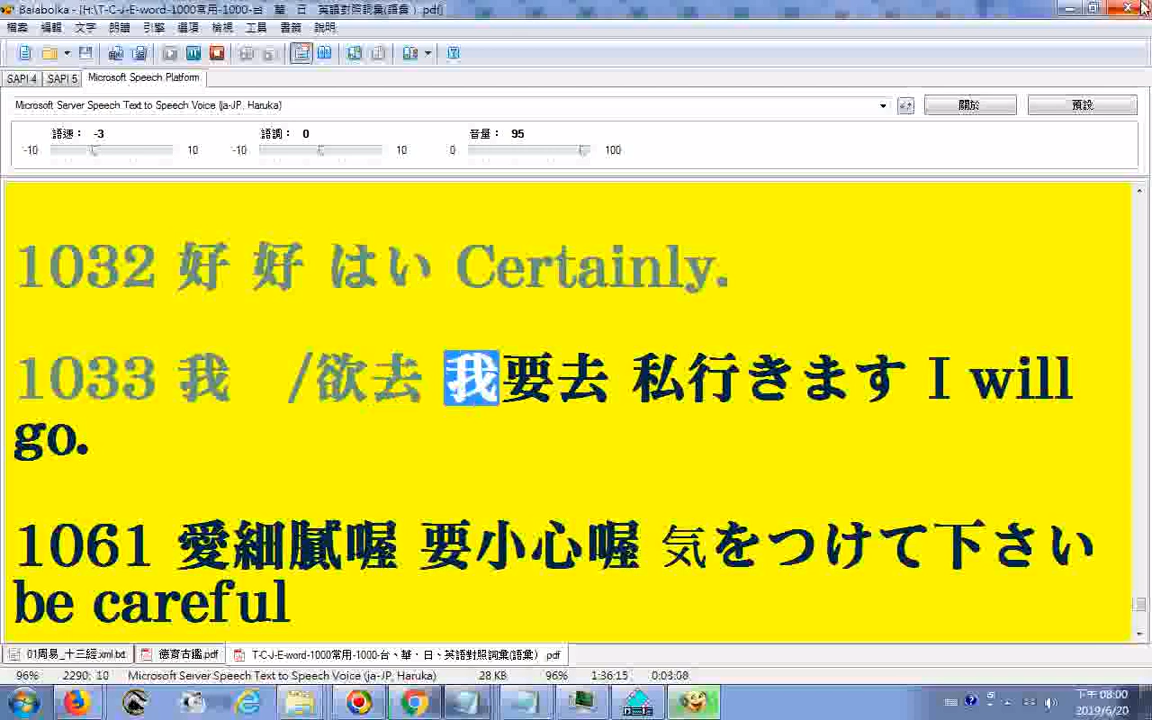 Balabolka - [H:\T-C-J-E-word-1000常用-1000-台、華、日、英語對照詞彙(語彙）.pdf]
檔案 編輯 文字 朗讀 引擎 選項 檢視 工具 書籤 說明
SAPI 4 SAPI 5 Microsoft Speech Platform
Microsoft Server Speech Text to Speech Voice (ja-JP, Haruka) 關於 預設
語速： -3 語調： 0 音量： 95
-10 10 -10 10 0 100
1032 好 好 はい Certainly.
1033 我 /欲去 我要去 私行きます I will
go.
1061 愛細膩喔 要小心喔 気をつけて下さい
be careful
01周易_十三經.xml.txt 德育古鑑.pdf T-C-J-E-word-1000常用-1000-台、華、日、英語對照詞彙(語彙） pdf
96% 2290; 10 Microsoft Server Speech Text to Speech Voice (ja-JP, Haruka) 28 KB 96% 1:36:15 0:03:08
下午 08:00
2019/6/20